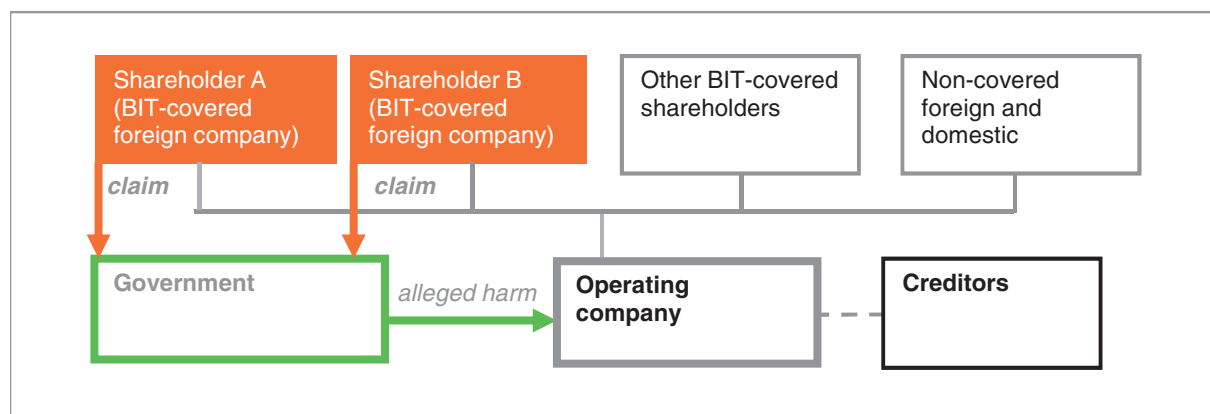 Shareholder A
(BIT-covered
foreign company)
Shareholder B
(BIT-covered
foreign company)
Other BIT-covered
shareholders
Non-covered
foreign and
domestic
claim
claim
Government
alleged harm
Operating
company
Creditors